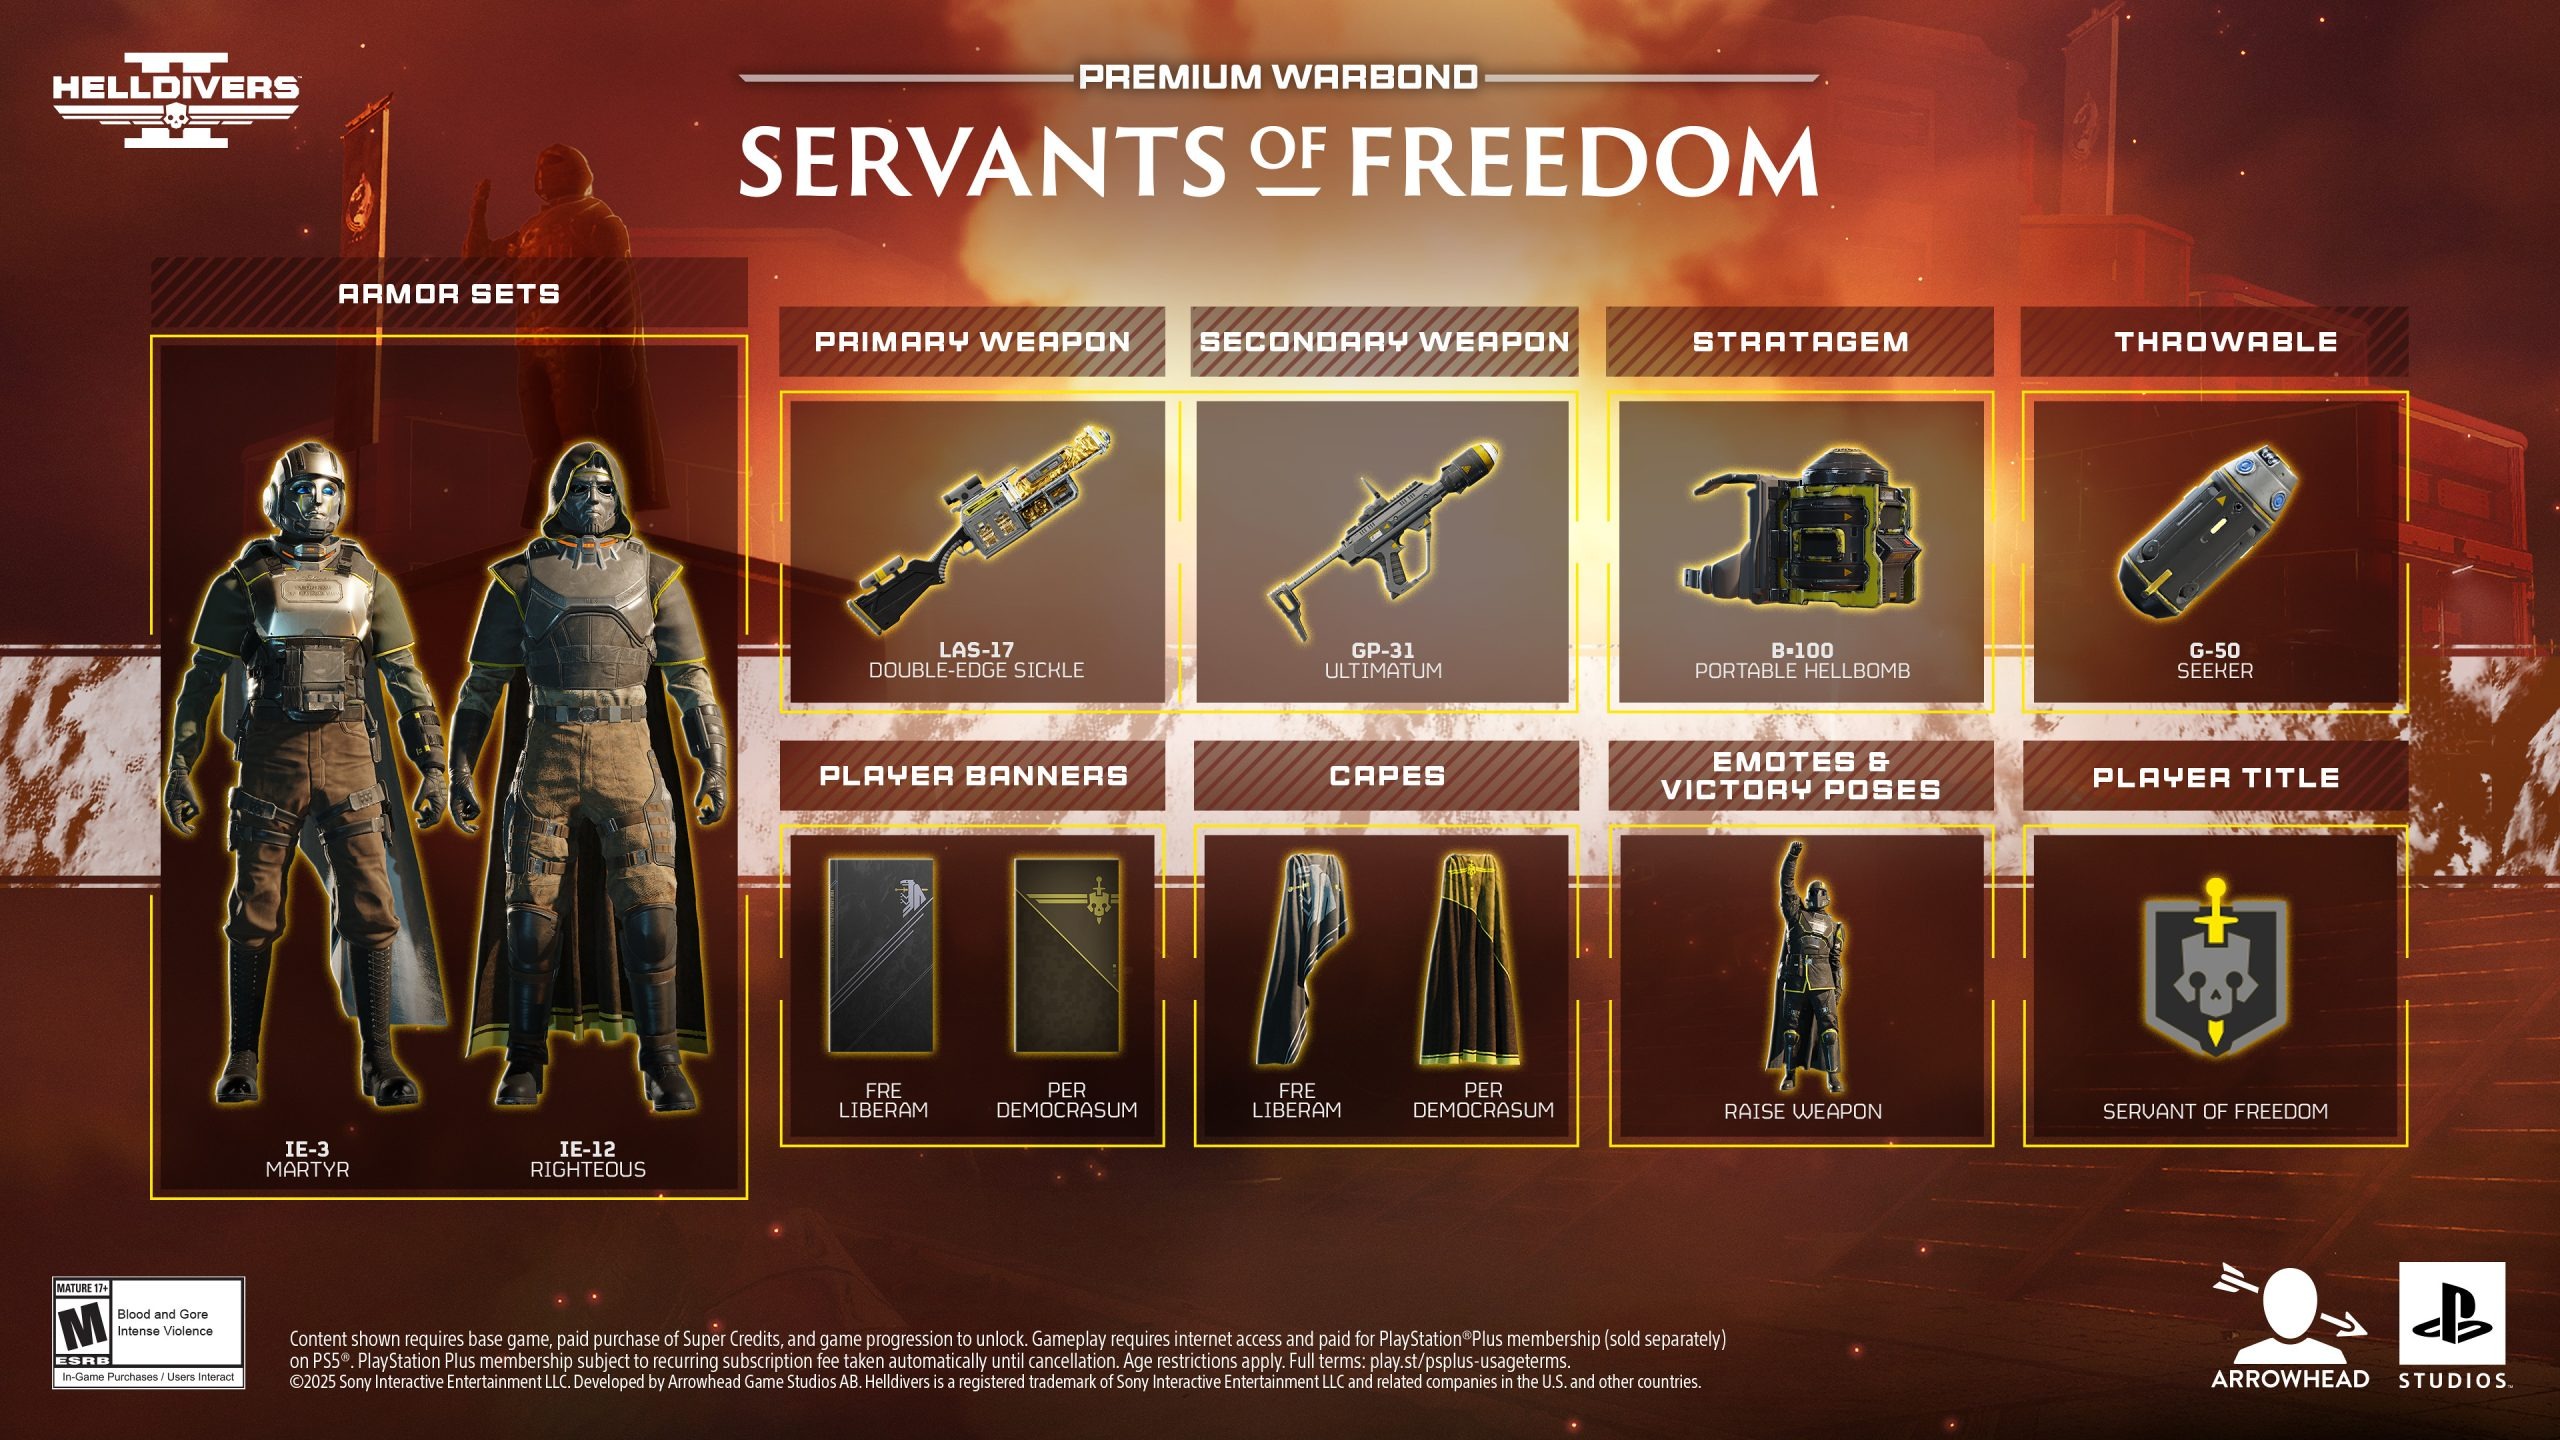 HELLDIVERS
II
PREMIUM WARBOND
SERVANTS OF FREEDOM
ARMOR SETS
IE-3
MARTYR
IE-12
RIGHTEOUS
PRIMARY WEAPON
LAS-17
DOUBLE-EDGE SICKLE
SECONDARY WEAPON
GP-31
ULTIMATUM
STRATAGEM
B-100
PORTABLE HELLBOMB
THROWABLE
G-50
SEEKER
PLAYER BANNERS
FRE
LIBERAM
PER
DEMOCRASUM
CAPES
FRE
LIBERAM
PER
DEMOCRASUM
EMOTES &
VICTORY POSES
RAISE WEAPON
PLAYER TITLE
SERVANT OF FREEDOM
MATURE 17+
M
ESRB
Blood and Gore
Intense Violence
In-Game Purchases / Users Interact
Content shown requires base game, paid purchase of Super Credits, and game progression to unlock. Gameplay requires internet access and paid for PlayStation®Plus membership (sold separately)
on PS5®. PlayStation Plus membership subject to recurring subscription fee taken automatically until cancellation. Age restrictions apply. Full terms: play.st/psplus-usageterms.
©2025 Sony Interactive Entertainment LLC. Developed by Arrowhead Game Studios AB. Helldivers is a registered trademark of Sony Interactive Entertainment LLC and related companies in the U.S. and other countries.
ARROWHEAD
STUDIOS™